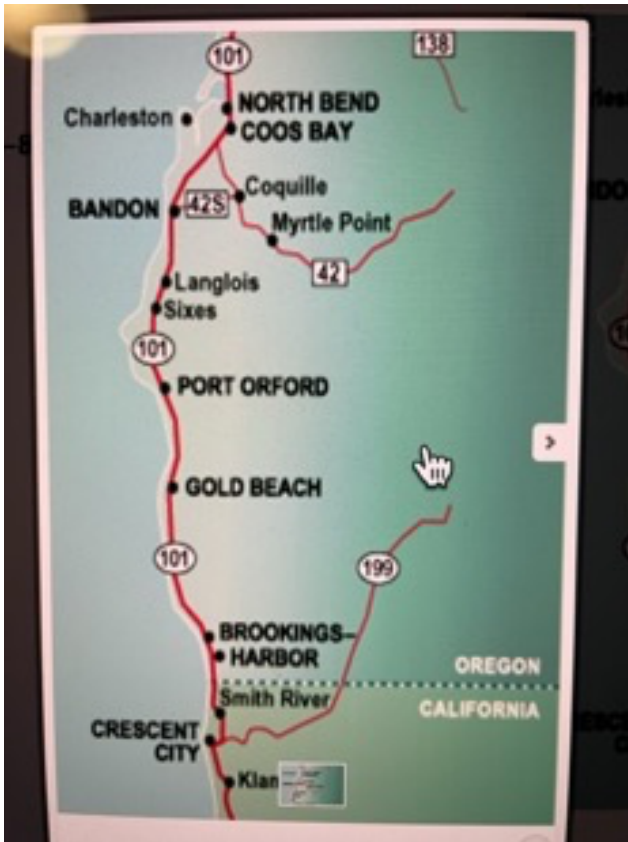 138
101
NORTH BEND
Charleston
COOS BAY
Coquille
BANDON
42S
Myrtle Point
42
Langlois
Sixes
101
PORT ORFORD
>
GOLD BEACH
101
199
BROOKINGS–
HARBOR
OREGON
Smith River
CALIFORNIA
CRESCENT
CITY
Klam